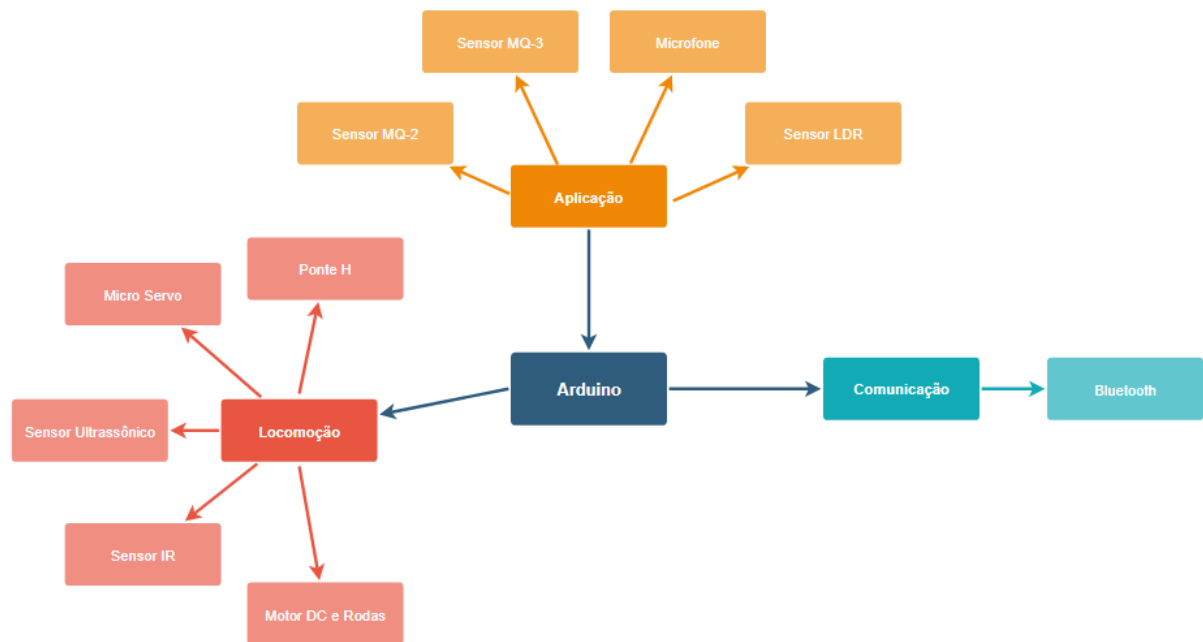 Sensor MQ-3
Microfone
Sensor MQ-2
Sensor LDR
Aplicação
Ponte H
Micro Servo
Arduino
Comunicação
Bluetooth
Sensor Ultrassônico
Locomoção
Sensor IR
Motor DC e Rodas